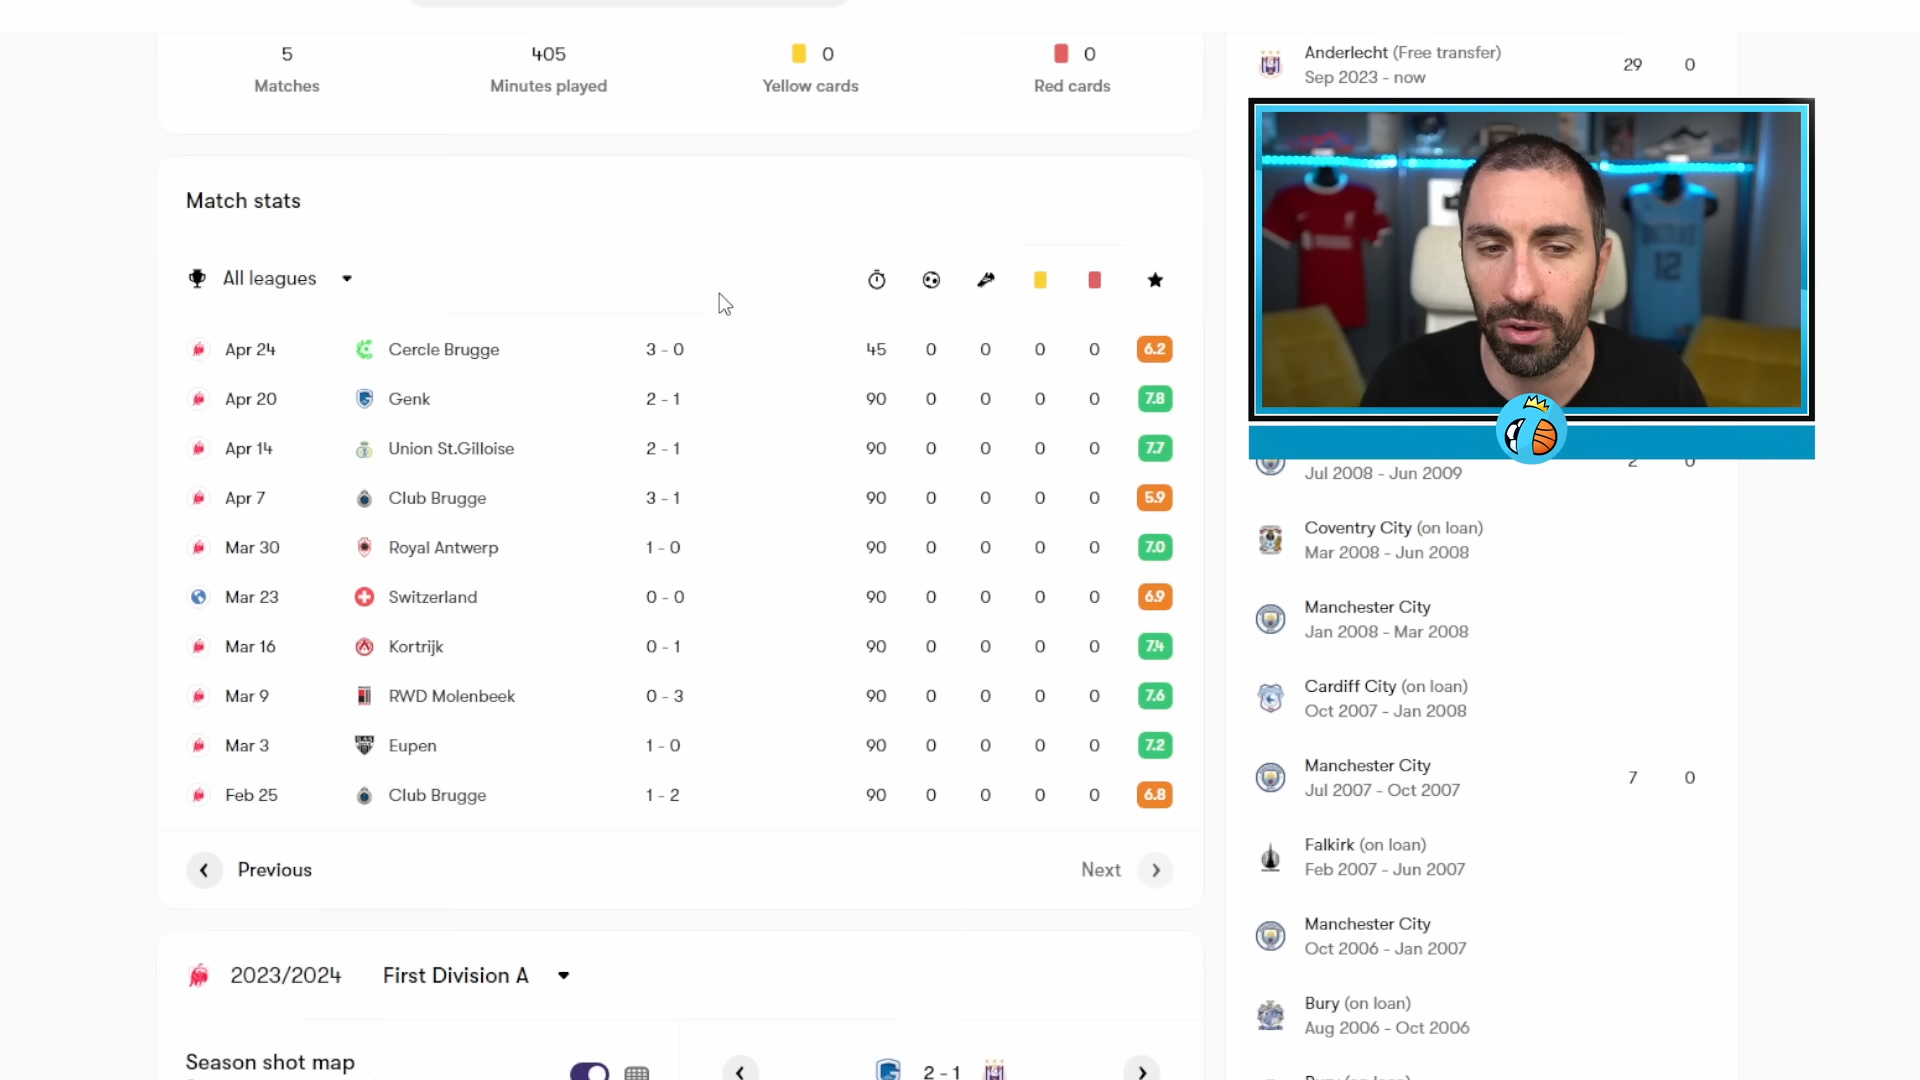 5 405 0 0
Matches Minutes played Yellow cards Red cards
Match stats
All leagues
Apr 24 Cercle Brugge 3 - 0 45 0 0 0 0 6.2
Apr 20 Genk 2 - 1 90 0 0 0 0 7.8
Apr 14 Union St.Gilloise 2 - 1 90 0 0 0 0 7.7
Apr 7 Club Brugge 3 - 1 90 0 0 0 0 5.9
Mar 30 Royal Antwerp 1 - 0 90 0 0 0 0 7.0
Mar 23 Switzerland 0 - 0 90 0 0 0 0 6.9
Mar 16 Kortrijk 0 - 1 90 0 0 0 0 7.4
Mar 9 RWD Molenbeek 0 - 3 90 0 0 0 0 7.6
Mar 3 Eupen 1 - 0 90 0 0 0 0 7.2
Feb 25 Club Brugge 1 - 2 90 0 0 0 0 6.8
Previous Next
2023/2024 First Division A
Season shot map
2 - 1
Anderlecht (Free transfer)
Sep 2023 - now
29 0
12
Jul 2008 - Jun 2009
2 0
Coventry City (on loan)
Mar 2008 - Jun 2008
Manchester City
Jan 2008 - Mar 2008
Cardiff City (on loan)
Oct 2007 - Jan 2008
Manchester City
Jul 2007 - Oct 2007
7 0
Falkirk (on loan)
Feb 2007 - Jun 2007
Manchester City
Oct 2006 - Jan 2007
Bury (on loan)
Aug 2006 - Oct 2006